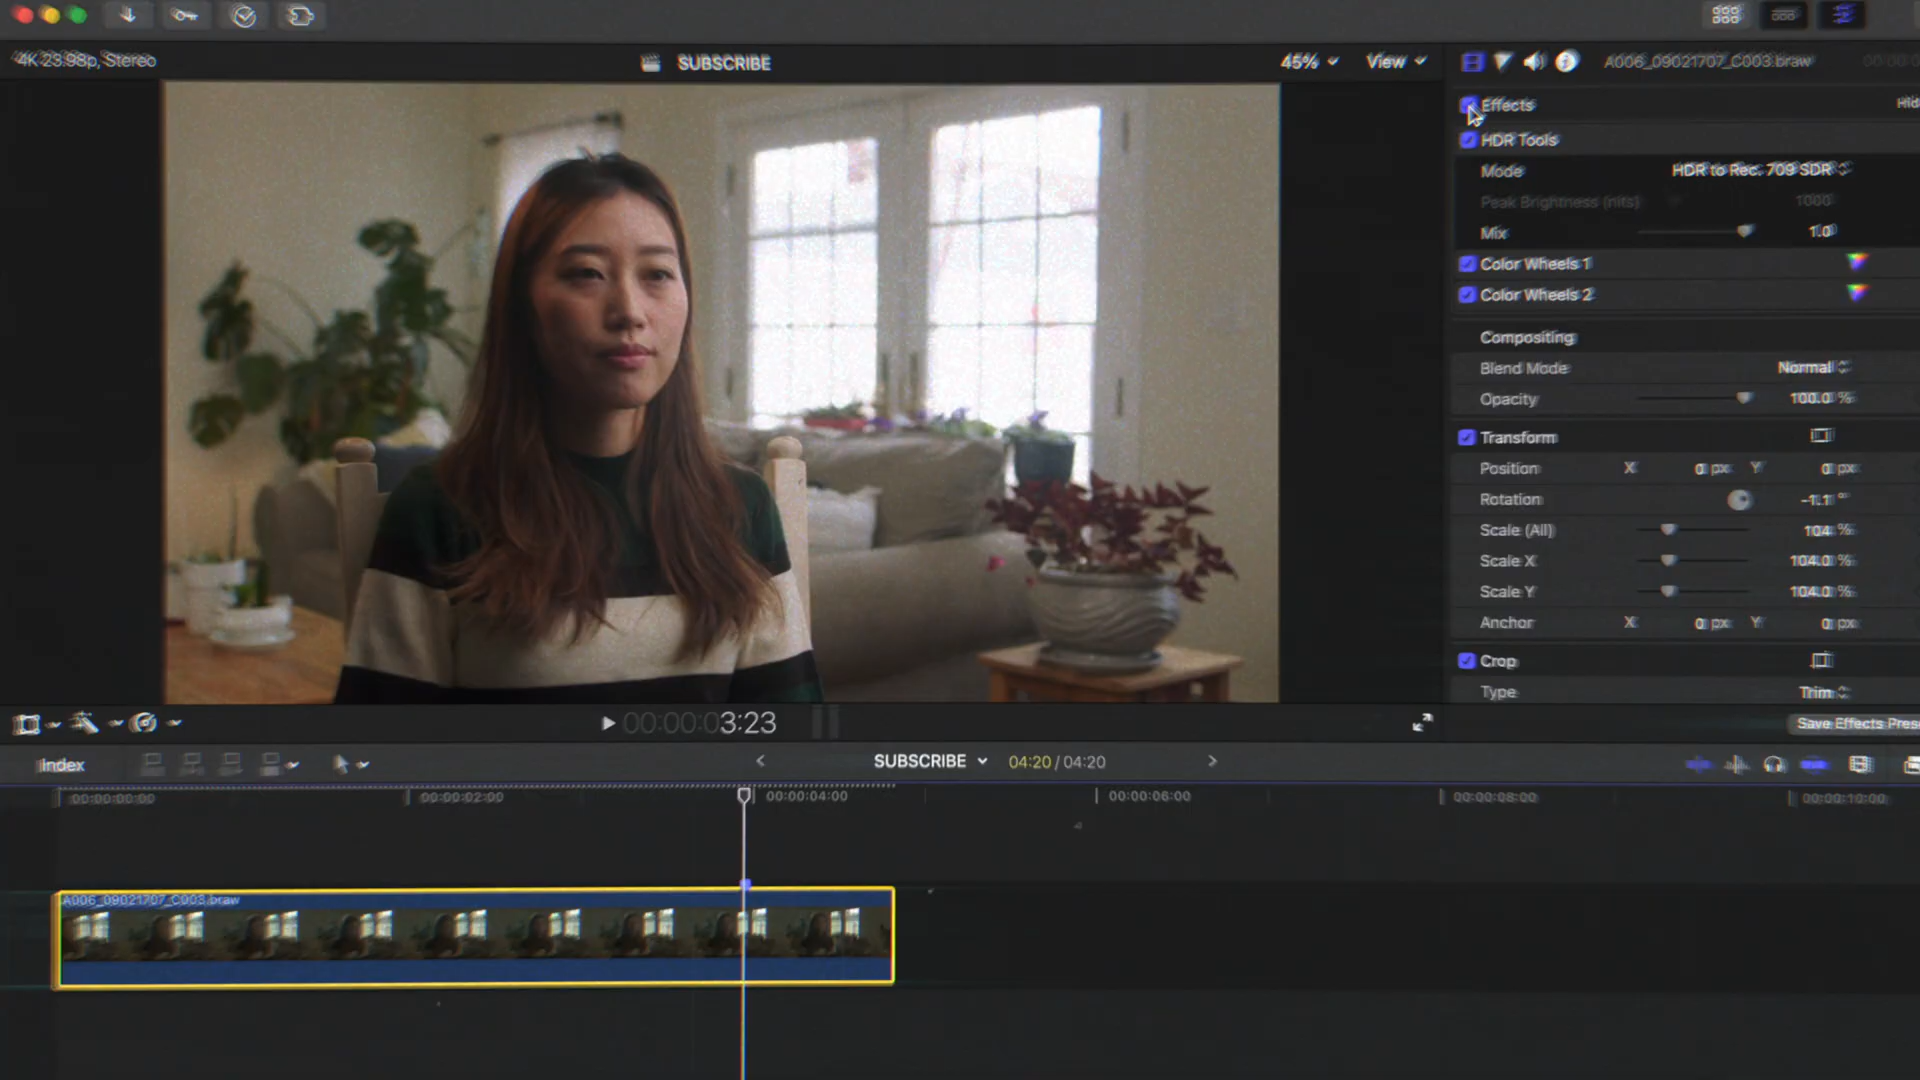 4K 23.98p, Stereo
SUBSCRIBE
45%
View
A006_09021707_C003.braw
Effects
HDR Tools
Mode
HDR to Rec. 709 SDR
Peak Brightness (nits)
1000
Mix
1.0
Color Wheels 1
Color Wheels 2
Compositing
Blend Mode
Normal
Opacity
100.0 %
Transform
Position X 0 px Y 0 px
Rotation
-1.1 °
Scale (All)
104 %
Scale X
104.0 %
Scale Y
104.0 %
Anchor X 0 px Y 0 px
Crop
Type
Trim
00:00:03:23
Save Effects Prese
Index
SUBSCRIBE
04:20 / 04:20
00:00:00:00
00:00:02:00
00:00:04:00
00:00:06:00
00:00:08:00
00:00:10:00
A006_09021707_C003.braw